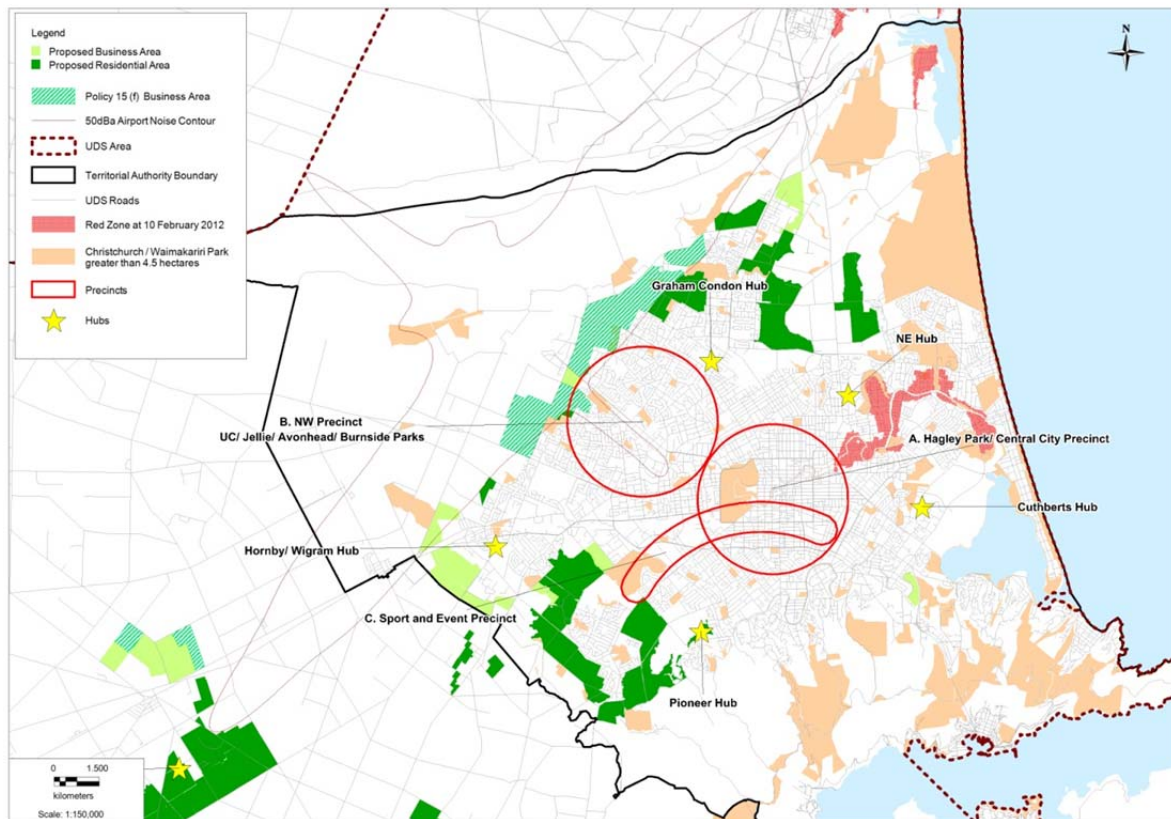 Legend
Proposed Business Area
Proposed Residential Area
Policy 15 (f) Business Area
50dBa Airport Noise Contour
UDS Area
Territorial Authority Boundary
UDS Roads
Red Zone at 10 February 2012
Christchurch / Waimakariri Park
greater than 4.5 hectares
Precincts
Hubs
N
Graham Condon Hub
NE Hub
B. NW Precinct
UC/ Jellie/ Avonhead/ Burnside Parks
A. Hagley Park/ Central City Precinct
Cuthberts Hub
Hornby/ Wigram Hub
C. Sport and Event Precinct
Pioneer Hub
0 1.500
kilometers
Scale: 1:150,000